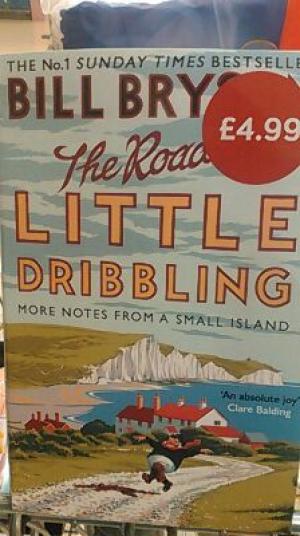 THE No.1 SUNDAY TIMES BESTSELLE
BILL BRY
£4.99
The Road
LITTLE
DRIBBLING
MORE NOTES FROM A SMALL ISLAND
'An absolute joy'
Clare Balding